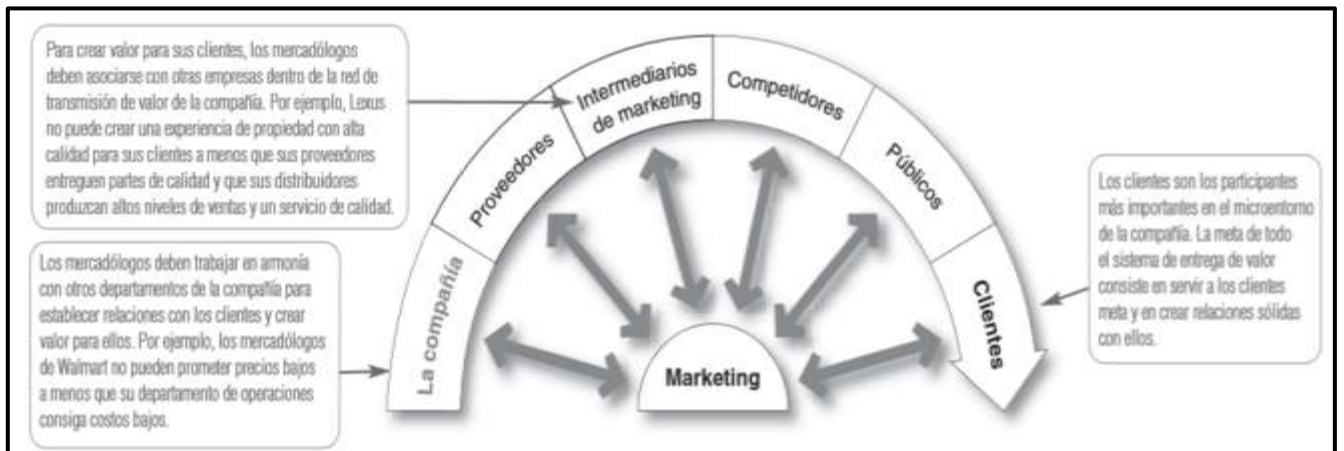 Para crear valor para sus clientes, los mercadólogos
deben asociarse con otras empresas dentro de la red de
transmisión de valor de la compañía. Por ejemplo, Lexus
no puede crear una experiencia de propiedad con alta
calidad para sus clientes a menos que sus proveedores
entreguen partes de calidad y que sus distribuidores
produzcan altos niveles de ventas y un servicio de calidad.
Los mercadólogos deben trabajar en armonía
con otros departamentos de la compañía para
establecer relaciones con los clientes y crear
valor para ellos. Por ejemplo, los mercadólogos
de Walmart no pueden prometer precios bajos
a menos que su departamento de operaciones
consiga costos bajos.
La compañía
Proveedores
Intermediarios
de marketing
Competidores
Públicos
Clientes
Marketing
Los clientes son los participantes
más importantes en el microentorno
de la compañía. La meta de todo
el sistema de entrega de valor
consiste en servir a los clientes
meta y en crear relaciones sólidas
con ellos.